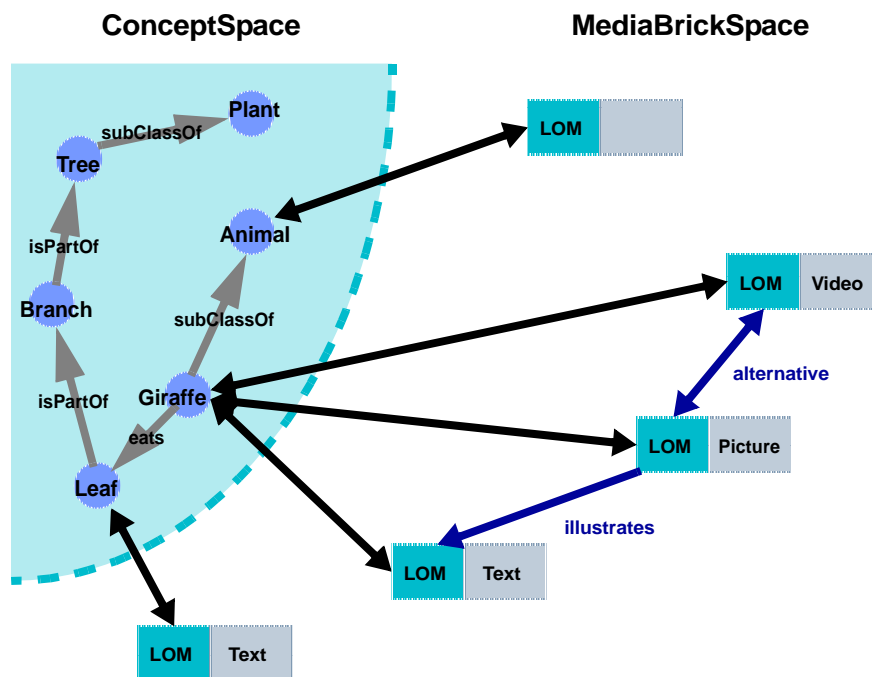 ConceptSpace
MediaBrickSpace
Plant
subClassOf
LOM
Tree
Animal
isPartOf
LOM Video
Branch
subClassOf
alternative
Giraffe
isPartOf
eats
LOM Picture
Leaf
illustrates
LOM Text
LOM Text